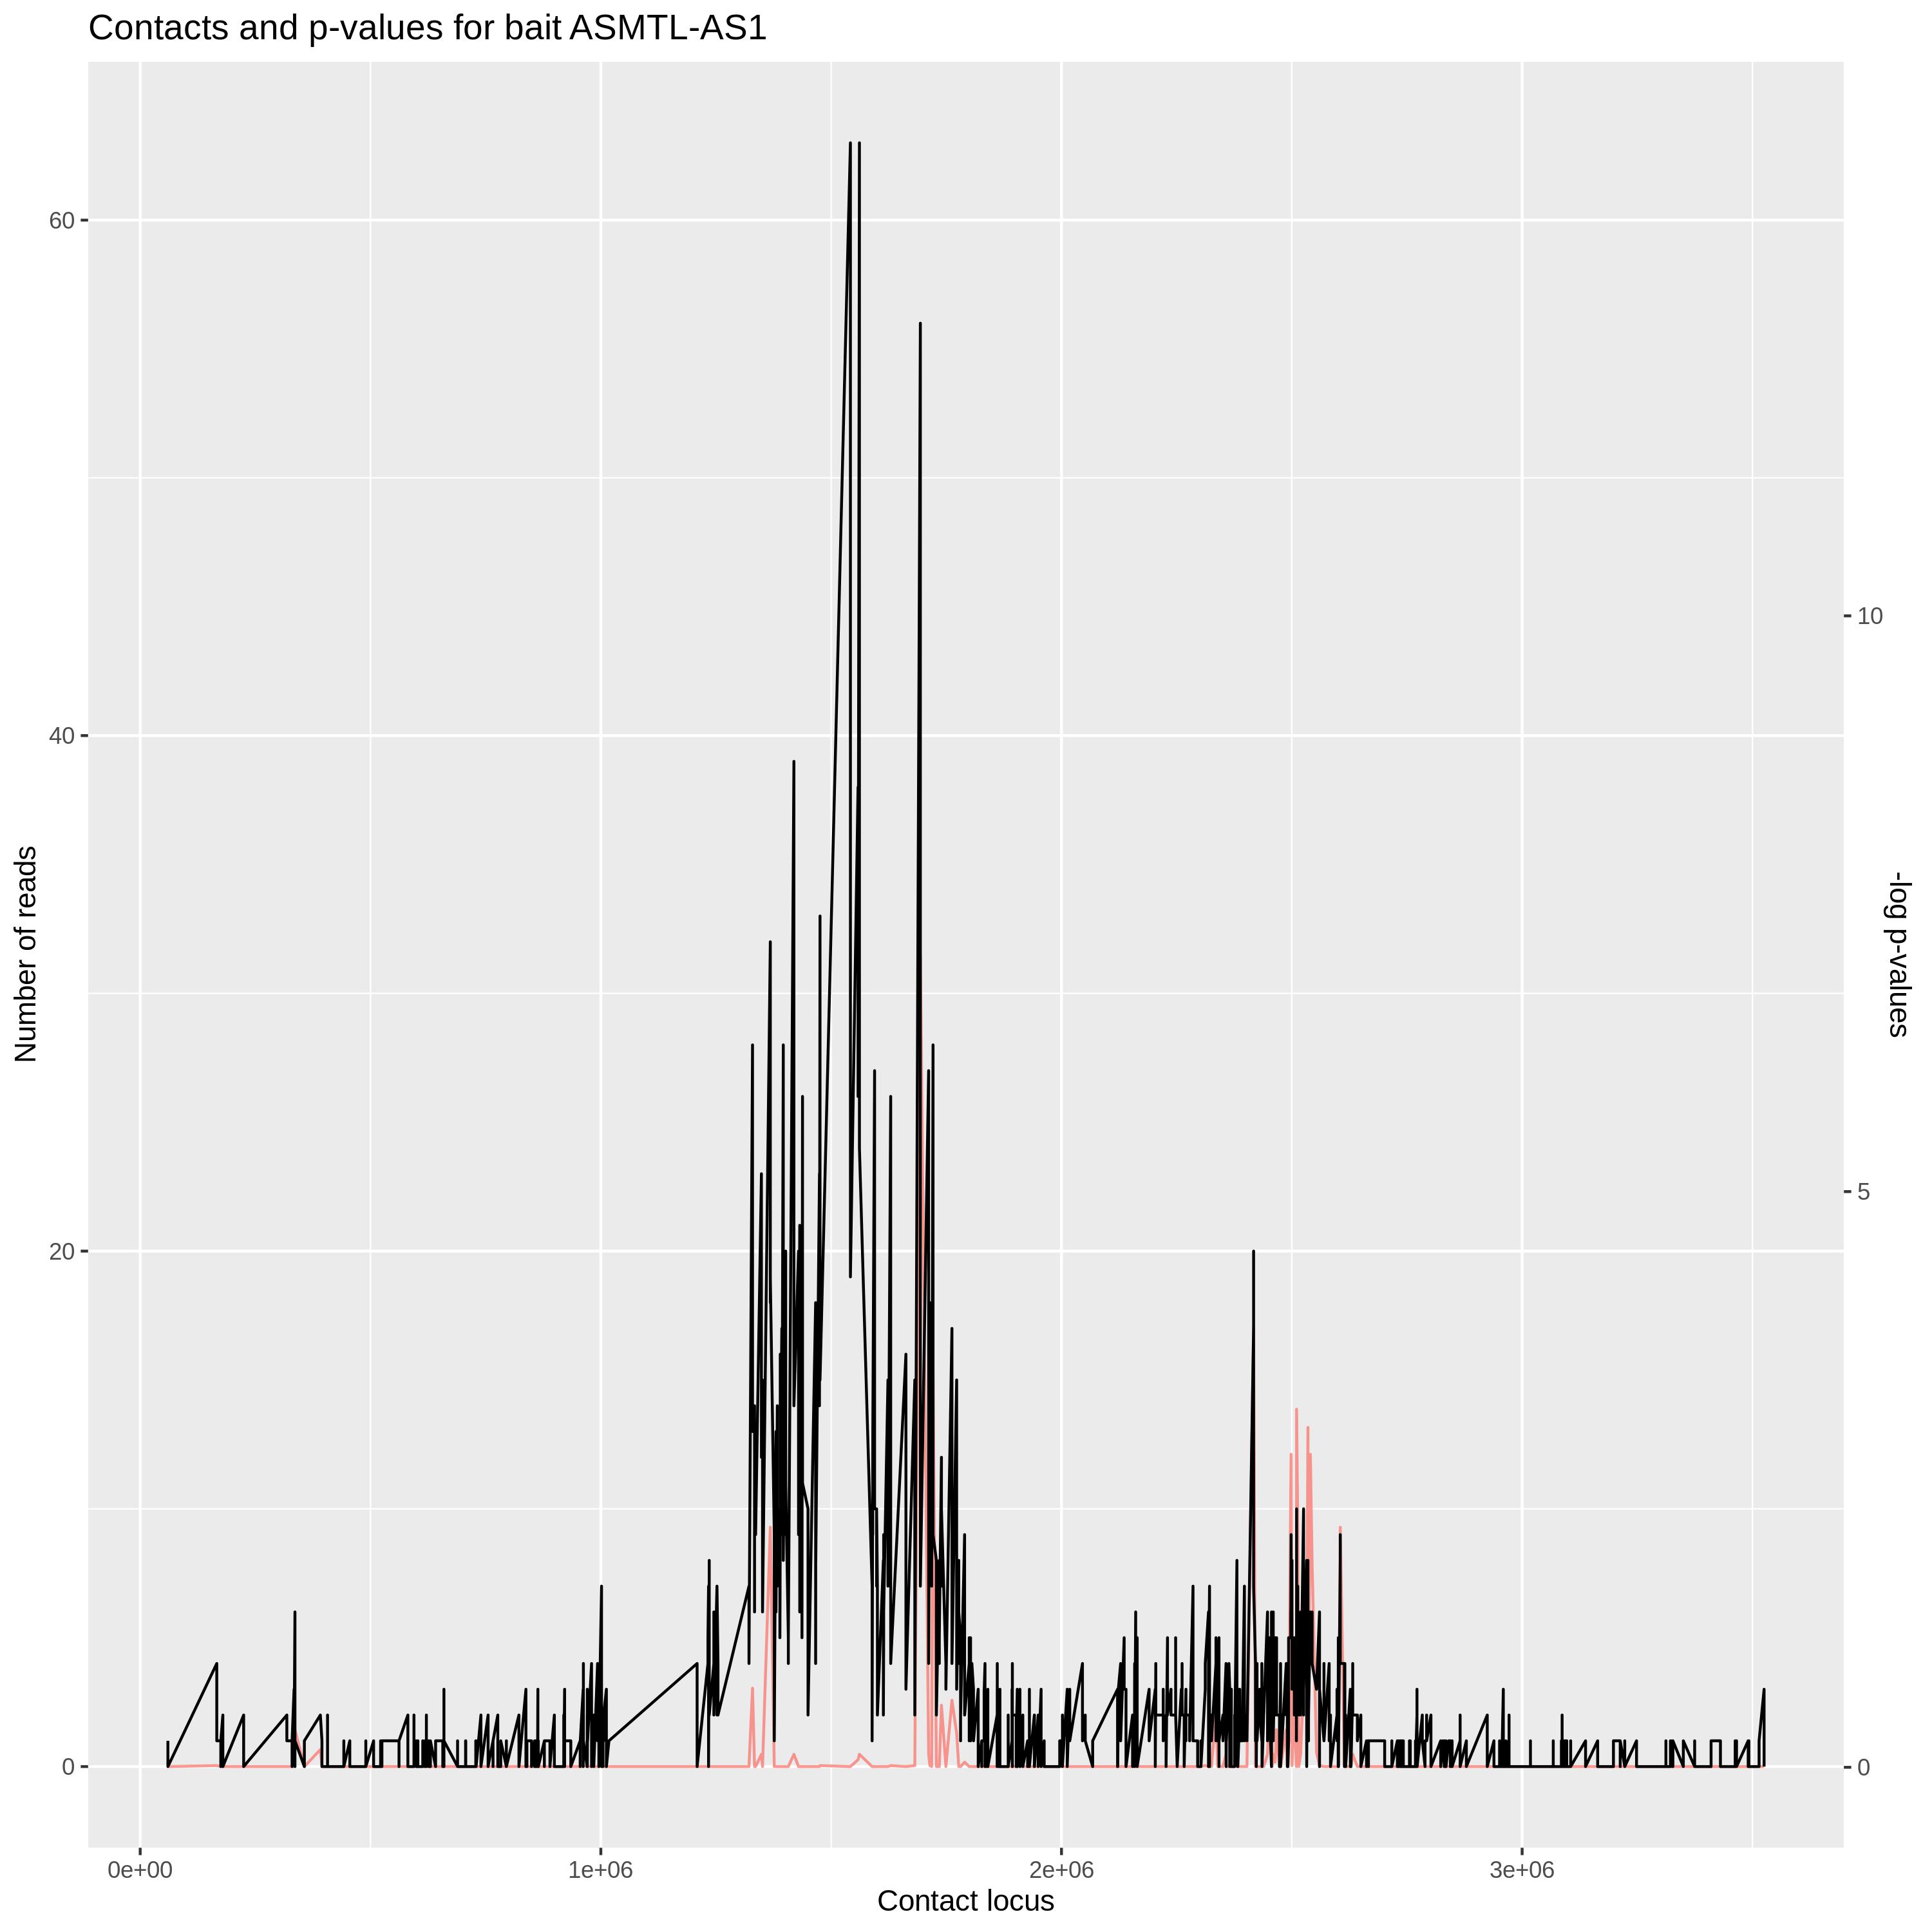 Contacts and p-values for bait ASMTL-AS1
60
40
20
0
Number of reads
10
5
0
-log p-values
0e+00 1e+06 2e+06 3e+06
Contact locus